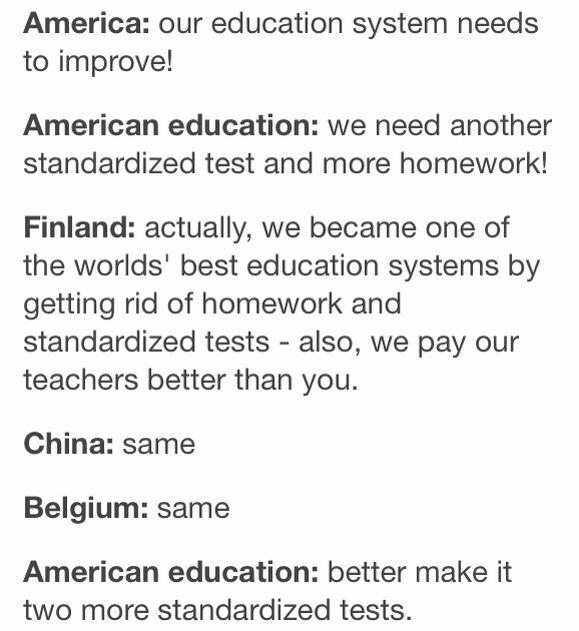 America: our education system needs
to improve!
American education: we need another
standardized test and more homework!
Finland: actually, we became one of
the worlds' best education systems by
getting rid of homework and
standardized tests - also, we pay our
teachers better than you.
China: same
Belgium: same
American education: better make it
two more standardized tests.